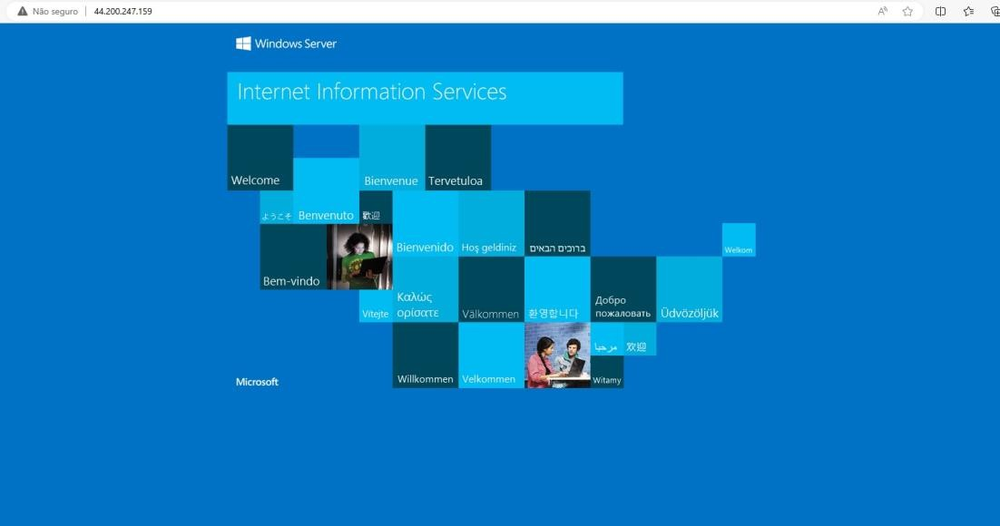 Não seguro
44.200.247.159
Windows Server
Internet Information Services
Welcome
Bienvenue
Tervetuloa
ようこそ
Benvenuto
歡迎
Bienvenido
Hoş geldiniz
ברוכים הבאים
Welkom
Bem-vindo
Vítejte
Καλώς
ορίσατε
Välkommen
환영합니다
Добро
пожаловать
Üdvözöljük
مرحبا
欢迎
Microsoft
Willkommen
Velkommen
Witamy